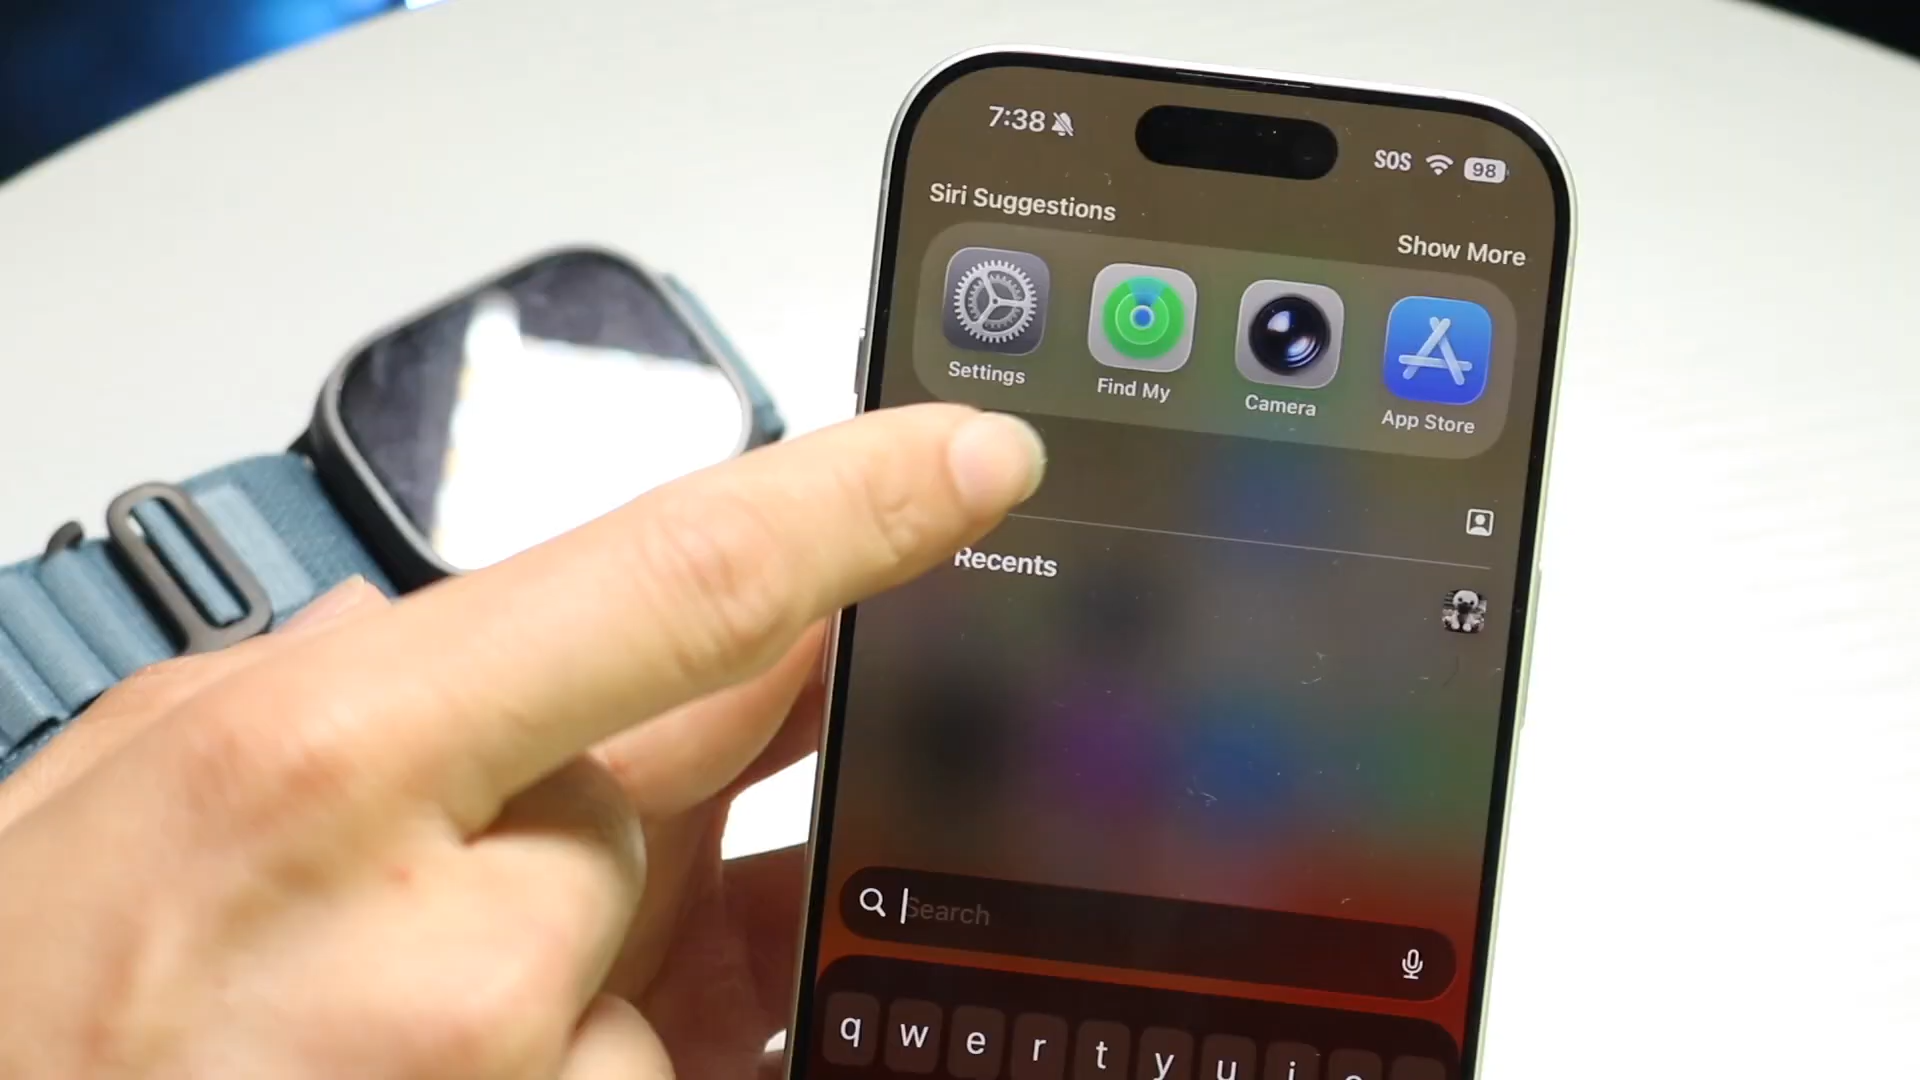 7:38
SOS 98
Siri Suggestions
Show More
Settings
Find My
Camera
App Store
Recents
Search
q w e r t y u i